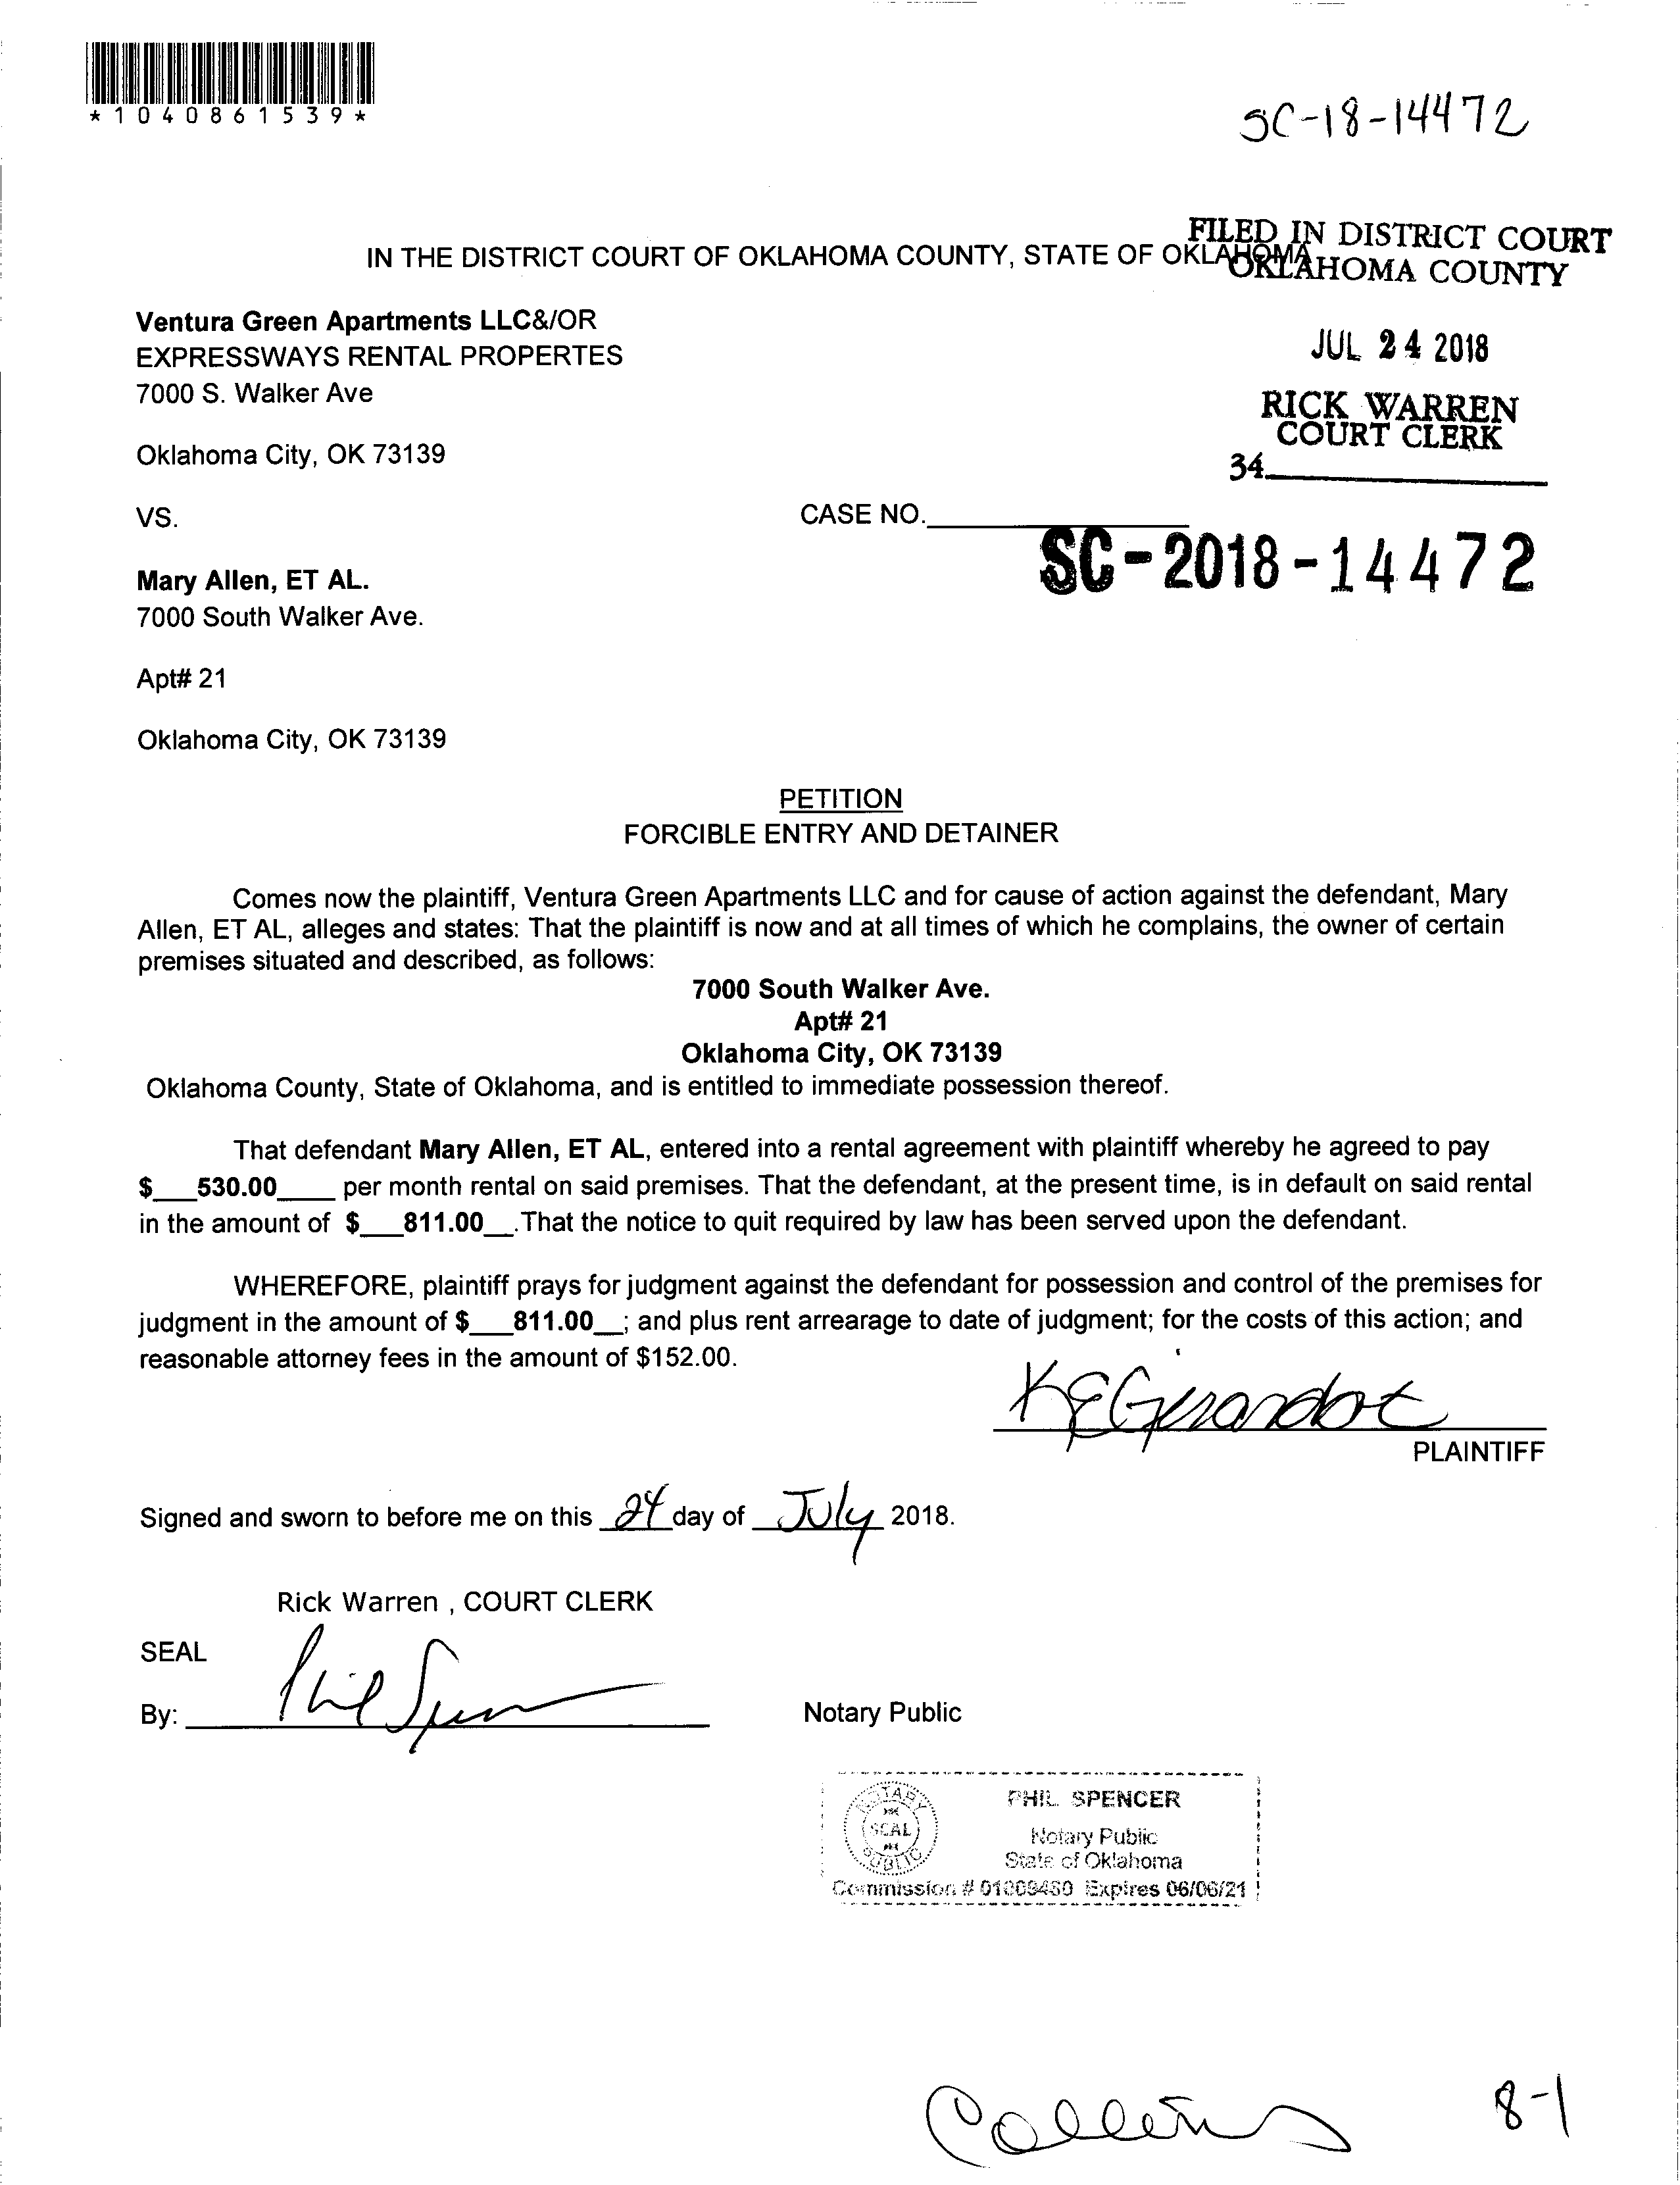 *1040861539*
SC-18-14472
FILED IN DISTRICT COURT
OKLAHOMA COUNTY
IN THE DISTRICT COURT OF OKLAHOMA COUNTY, STATE OF OKLAHOMA
Ventura Green Apartments LLC&/OR
EXPRESSWAYS RENTAL PROPERTES
7000 S. Walker Ave
JUL 24 2018
RICK WARREN
COURT CLERK
Oklahoma City, OK 73139
34
VS.
CASE NO.
SC-2018-14472
Mary Allen, ET AL.
7000 South Walker Ave.
Apt# 21
Oklahoma City, OK 73139
PETITION
FORCIBLE ENTRY AND DETAINER
Comes now the plaintiff, Ventura Green Apartments LLC and for cause of action against the defendant, Mary
Allen, ET AL, alleges and states: That the plaintiff is now and at all times of which he complains, the owner of certain
premises situated and described, as follows:
7000 South Walker Ave.
Apt# 21
Oklahoma City, OK 73139
Oklahoma County, State of Oklahoma, and is entitled to immediate possession thereof.
That defendant Mary Allen, ET AL, entered into a rental agreement with plaintiff whereby he agreed to pay
$___530.00____ per month rental on said premises. That the defendant, at the present time, is in default on said rental
in the amount of $___811.00__.That the notice to quit required by law has been served upon the defendant.
WHEREFORE, plaintiff prays for judgment against the defendant for possession and control of the premises for
judgment in the amount of $___811.00__; and plus rent arrearage to date of judgment; for the costs of this action; and
reasonable attorney fees in the amount of $152.00.
KEGirardot
PLAINTIFF
Signed and sworn to before me on this 24 day of July 2018.
Rick Warren , COURT CLERK
SEAL
Phil Spencer
By:
Notary Public
NOTARY SEAL PUBLIC
PHIL SPENCER
Notary Public
State of Oklahoma
Commission # 01009480 Expires 06/06/21
Collins
8-1